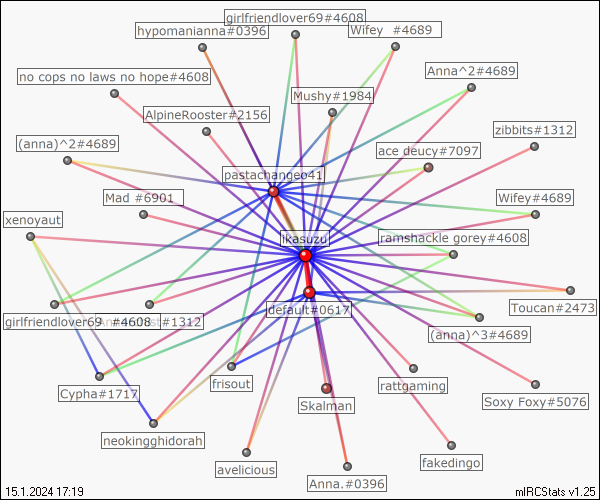 girlfriendlover69#4608
hypomanianna#0396
Wifey #4689
no cops no laws no hope#4608
Anna^2#4689
Mushy#1984
AlpineRooster#2156
zibbits#1312
(anna)^2#4689
ace deucy#7097
pastachangeo41
Mad #6901
Wifey#4689
xenoyaut
ikasuzu
ramshackle gorey#4608
Toucan#2473
default#0617
girlfriendlover69 #4608
#1312
(anna)^3#4689
frisout
rattgaming
Cypha#1717
Skalman
Soxy Foxy#5076
neokingghidorah
avelicious
fakedingo
Anna.#0396
15.1.2024 17:19
mIRCStats v1.25